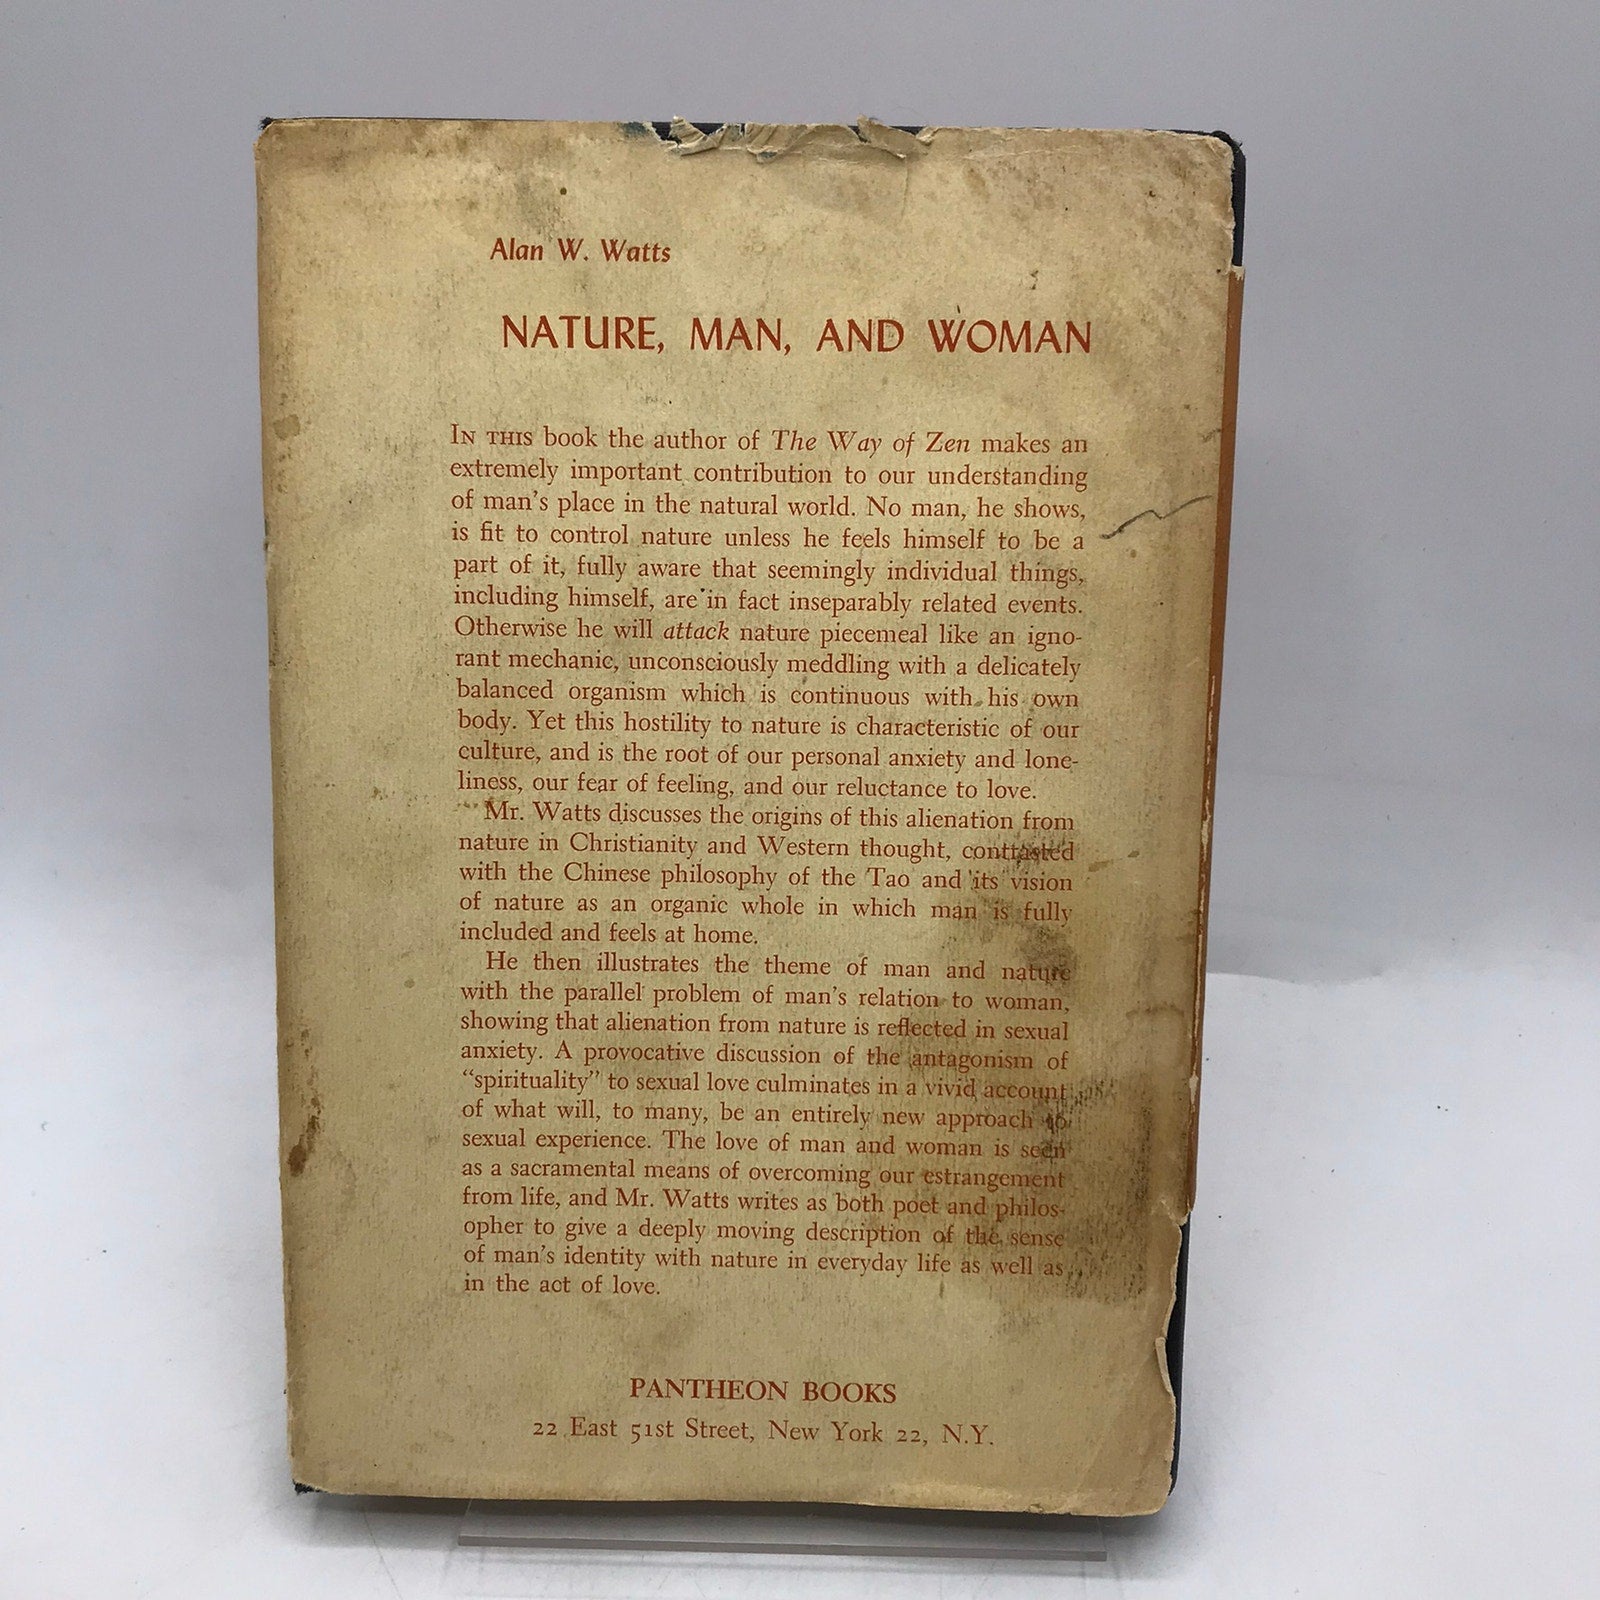 Alan W. Watts
NATURE, MAN, AND WOMAN
IN THIS book the author of The Way of Zen makes an
extremely important contribution to our understanding
of man's place in the natural world. No man, he shows,
is fit to control nature unless he feels himself to be a
part of it, fully aware that seemingly individual things,
including himself, are in fact inseparably related events.
Otherwise he will attack nature piecemeal like an igno-
rant mechanic, unconsciously meddling with a delicately
balanced organism which is continuous with his own
body. Yet this hostility to nature is characteristic of our
culture, and is the root of our personal anxiety and lone-
liness, our fear of feeling, and our reluctance to love.
Mr. Watts discusses the origins of this alienation from
nature in Christianity and Western thought, contrasted
with the Chinese philosophy of the Tao and its vision
of nature as an organic whole in which man is fully
included and feels at home.
He then illustrates the theme of man and nature
with the parallel problem of man's relation to woman,
showing that alienation from nature is reflected in sexual
anxiety. A provocative discussion of the antagonism of
“spirituality” to sexual love culminates in a vivid account
of what will, to many, be an entirely new approach to
sexual experience. The love of man and woman is seen
as a sacramental means of overcoming our estrangement
from life, and Mr. Watts writes as both poet and philos-
opher to give a deeply moving description of the sense
of man's identity with nature in everyday life as well as
in the act of love.
PANTHEON BOOKS
22 East 51st Street, New York 22, N.Y.